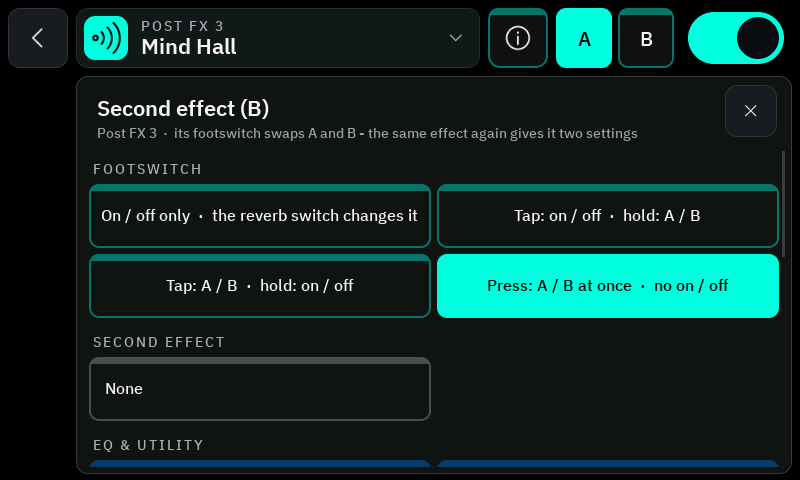 POST FX 3
Mind Hall
A
B
Second effect (B)
Post FX 3 · its footswitch swaps A and B - the same effect again gives it two settings
FOOTSWITCH
On / off only · the reverb switch changes it
Tap: on / off · hold: A / B
Tap: A / B · hold: on / off
Press: A / B at once · no on / off
SECOND EFFECT
None
EQ & UTILITY